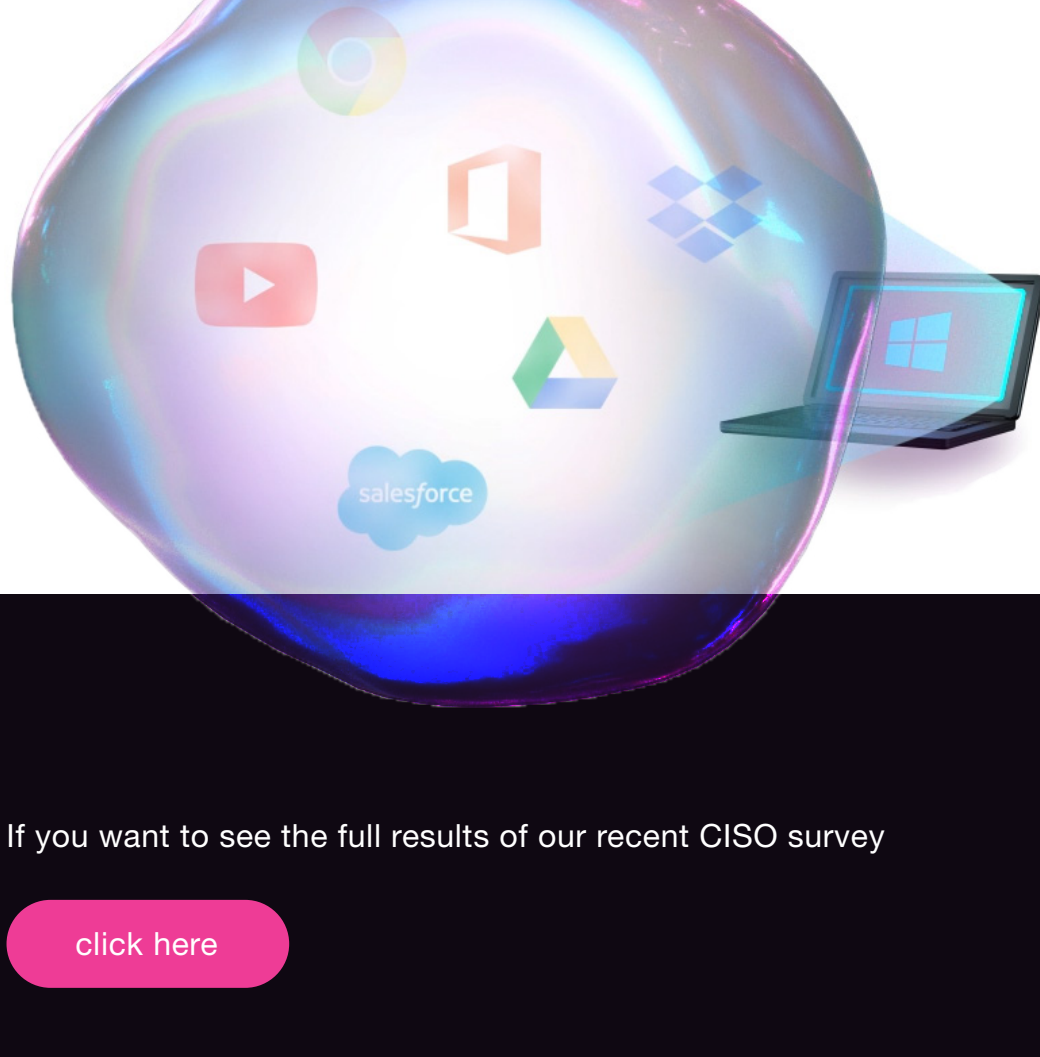 salesforce
If you want to see the full results of our recent CISO survey
click here